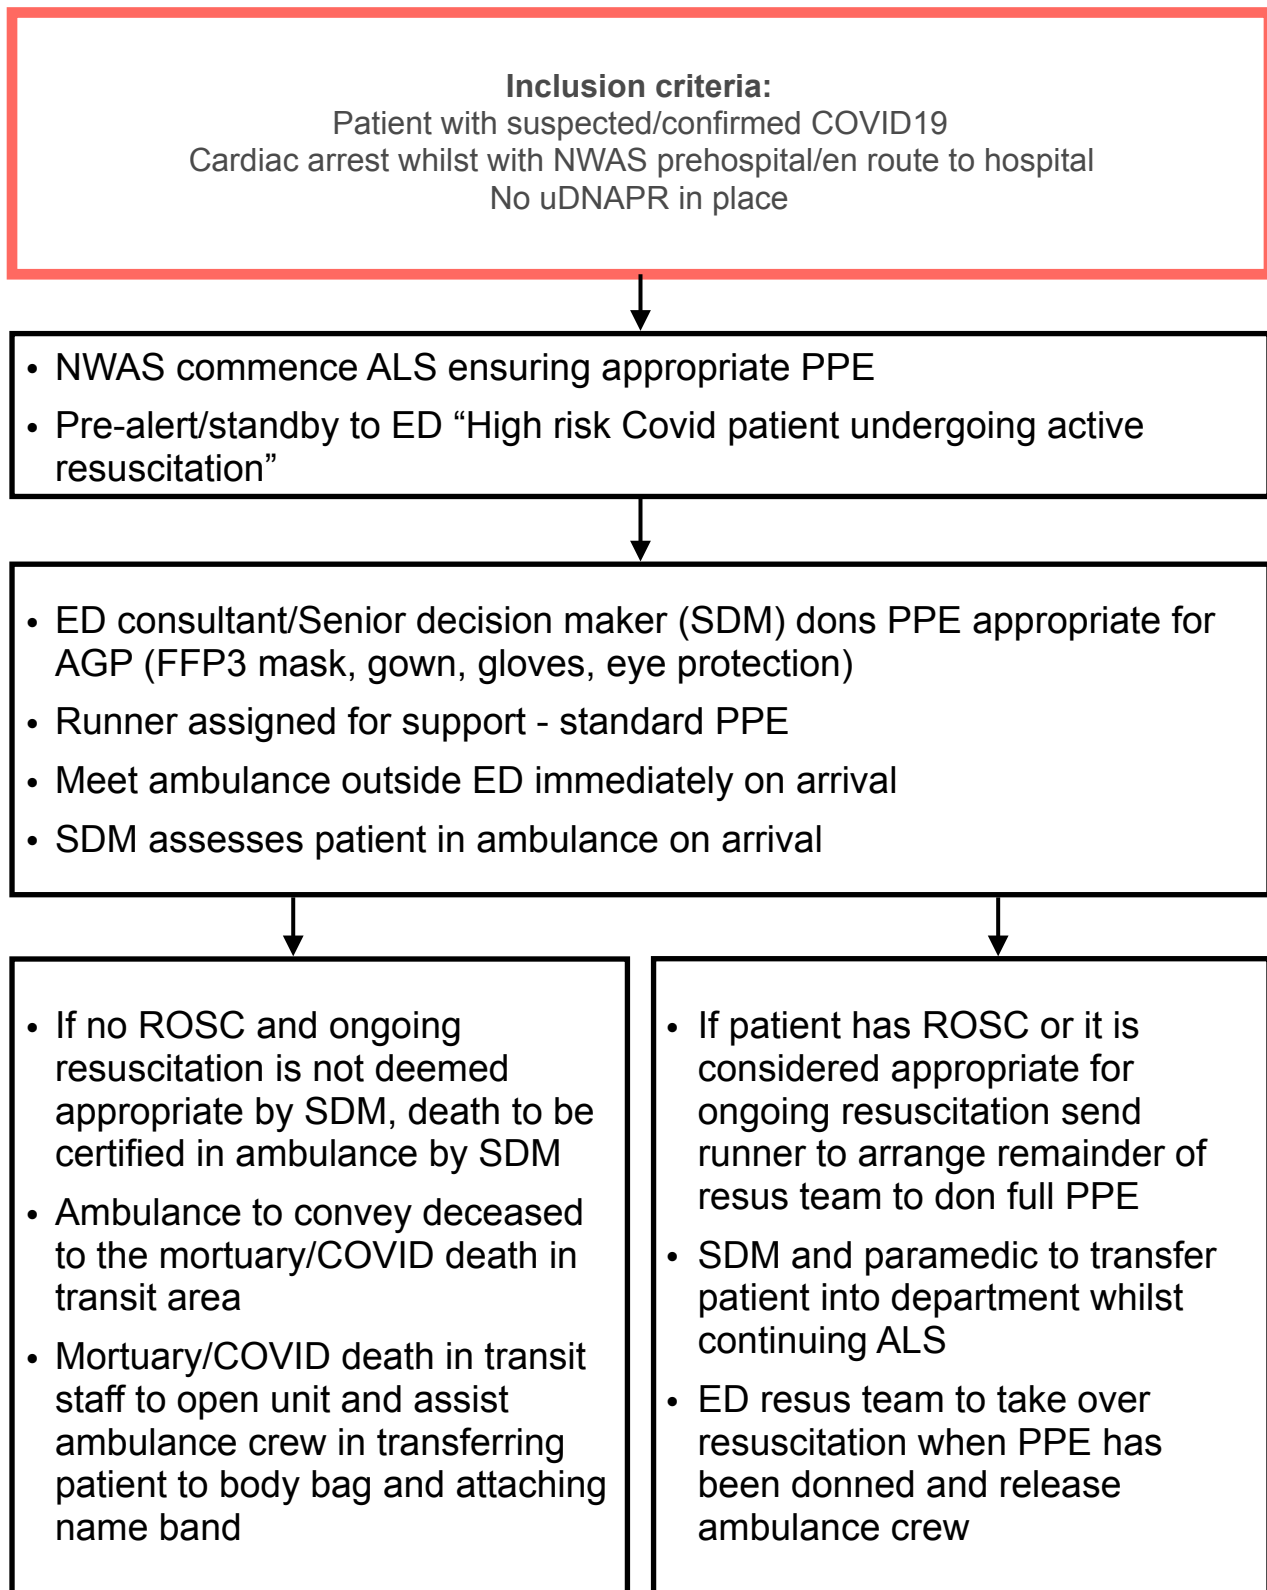 Inclusion criteria:
Patient with suspected/confirmed COVID19
Cardiac arrest whilst with NWAS prehospital/en route to hospital
No uDNAPR in place
• NWAS commence ALS ensuring appropriate PPE
• Pre-alert/standby to ED “High risk Covid patient undergoing active
resuscitation”
• ED consultant/Senior decision maker (SDM) dons PPE appropriate for
AGP (FFP3 mask, gown, gloves, eye protection)
• Runner assigned for support - standard PPE
• Meet ambulance outside ED immediately on arrival
• SDM assesses patient in ambulance on arrival
• If no ROSC and ongoing
resuscitation is not deemed
appropriate by SDM, death to be
certified in ambulance by SDM
• Ambulance to convey deceased
to the mortuary/COVID death in
transit area
• Mortuary/COVID death in transit
staff to open unit and assist
ambulance crew in transferring
patient to body bag and attaching
name band
• If patient has ROSC or it is
considered appropriate for
ongoing resuscitation send
runner to arrange remainder of
resus team to don full PPE
• SDM and paramedic to transfer
patient into department whilst
continuing ALS
• ED resus team to take over
resuscitation when PPE has
been donned and release
ambulance crew